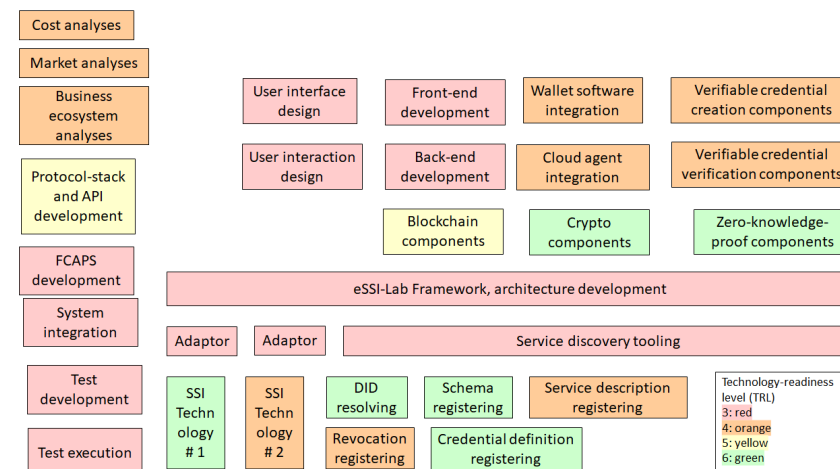 Cost analyses
Market analyses
Business
ecosystem
analyses
Protocol-stack
and API
development
FCAPS
development
System
integration
Test
development
Test execution
User interface
design
Front-end
development
Wallet software
integration
Verifiable credential
creation components
User interaction
design
Back-end
development
Cloud agent
integration
Verifiable credential
verification components
Blockchain
components
Crypto
components
Zero-knowledge-
proof components
eSSI-Lab Framework, architecture development
Adaptor
Adaptor
Service discovery tooling
SSI
Techn
ology
# 1
SSI
Techn
ology
# 2
DID
resolving
Schema
registering
Service description
registering
Revocation
registering
Credential definition
registering
Technology-readiness
level (TRL)
3: red
4: orange
5: yellow
6: green